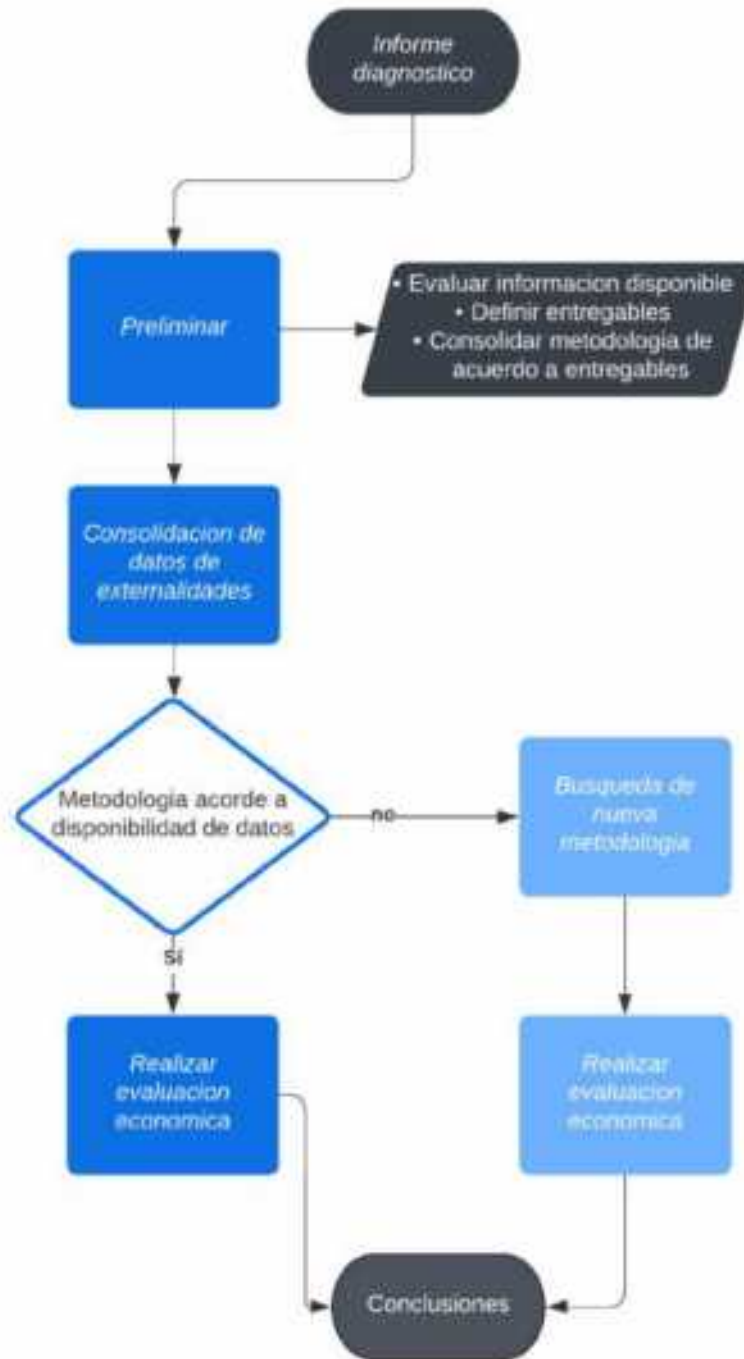 Informe
diagnostico
Preliminar
• Evaluar informacion disponible
• Definir entregables
• Consolidar metodologia de
acuerdo a entregables
Consolidacion de
datos de
externalidades
Metodologia acorde a
disponibilidad de datos
no
Busqueda de
nueva
metodologia
si
Realizar
evaluacion
economica
Realizar
evaluacion
economica
Conclusiones